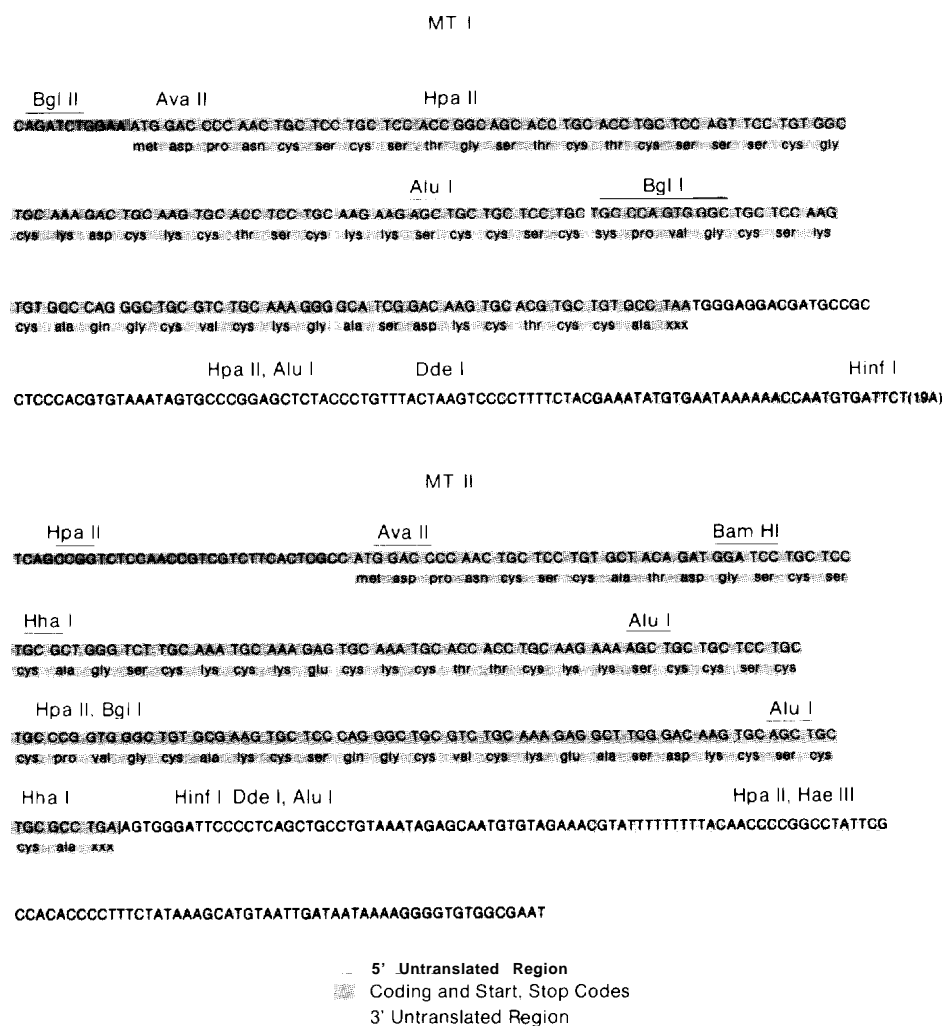 MT I
Bgl II Ava II Hpa II
CAGATCTGGAA ATG GAC CCC AAC TGC TCC TGC TCC ACC GGC AGC ACC TGC ACC TGC TCC AGT TCC TGT GGC
met asp pro asn cys ser cys ser thr gly ser thr cys thr cys ser ser ser cys gly
Alu I Bgl I
TGC AAA GAC TGC AAG TGC ACC TCC TGC AAG AAG AGC TGC TGC TCC TGC TGC CCA GTG GGC TGC TCC AAG
cys lys asp cys lys cys thr ser cys lys lys ser cys cys ser cys sys pro val gly cys ser lys
TGT GCC CAG GGC TGC GTC TGC AAA GGG GCA TCG GAC AAG TGC ACG TGC TGT GCC TAATGGGAGGACGATGCCGC
cys ala gln gly cys val cys lys gly ala ser asp lys cys thr cys cys ala xxx
Hpa II, Alu I Dde I Hinf I
CTCCCACGTGTAAATAGTGCCCGGAGCTCTACCCTGTTTACTAAGTCCCCTTTTCTACGAAATATGTGAATAAAAAACCAATGTGATTCT(19A)
MT II
Hpa II Ava II Bam HI
TCAGCCGGTCTCCAACCGTCGTCTTCACTCGCC ATG GAC CCC AAC TGC TCC TGT GCT ACA GAT GGA TCC TGC TCC
met asp pro asn cys ser cys ala thr asp gly ser cys ser
Hha I Alu I
TGC GCT GGG TCT TGC AAA TGC AAA GAG TGC AAA TGC ACC ACC TGC AAG AAA AGC TGC TGC TCC TGC
cys ala gly ser cys lys cys lys glu cys lys cys thr thr cys lys lys ser cys cys ser cys
Hpa II, Bgl I Alu I
TGC CCG GTG GGC TGT GCG AAG TGC TCC CAG GGC TGC GTC TGC AAA GAG GCT TCG GAC AAG TGC AGC TGC
cys pro val gly cys ala lys cys ser gln gly cys val cys lys glu ala ser asp lys cys ser cys
Hha I Hinf I Dde I, Alu I Hpa II, Hae III
TGC GCC TGAAGTGGGATTCCCCTCAGCTGCCTGTAAATAGAGCAATGTGTAGAAACGTATTTTTTTTTACAACCCCGGCCTATTCG
cys ala xxx
CCACACCCCTTTCTATAAAGCATGTAATTGATAATAAAAGGGGTGTGGCGAAT
5' Untranslated Region
Coding and Start, Stop Codes
3' Untranslated Region